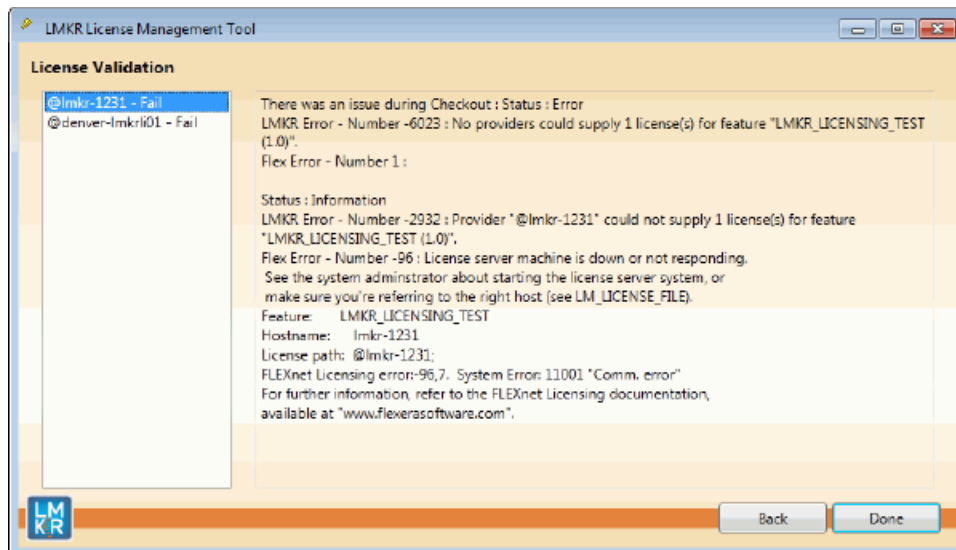 LMKR License Management Tool
License Validation
@lmkr-1231 - Fail
@denver-lmkrli01 - Fail
There was an issue during Checkout : Status : Error
LMKR Error - Number -6023 : No providers could supply 1 license(s) for feature "LMKR_LICENSING_TEST
(1.0)".
Flex Error - Number 1 :
Status : Information
LMKR Error - Number -2932 : Provider "@lmkr-1231" could not supply 1 license(s) for feature
"LMKR_LICENSING_TEST (1.0)".
Flex Error - Number -96 : License server machine is down or not responding.
See the system adminstrator about starting the license server system, or
make sure you're referring to the right host (see LM_LICENSE_FILE).
Feature: LMKR_LICENSING_TEST
Hostname: lmkr-1231
License path: @lmkr-1231;
FLEXnet Licensing error:-96,7. System Error: 11001 "Comm. error"
For further information, refer to the FLEXnet Licensing documentation,
available at "www.flexerasoftware.com".
LM
KR
Back
Done